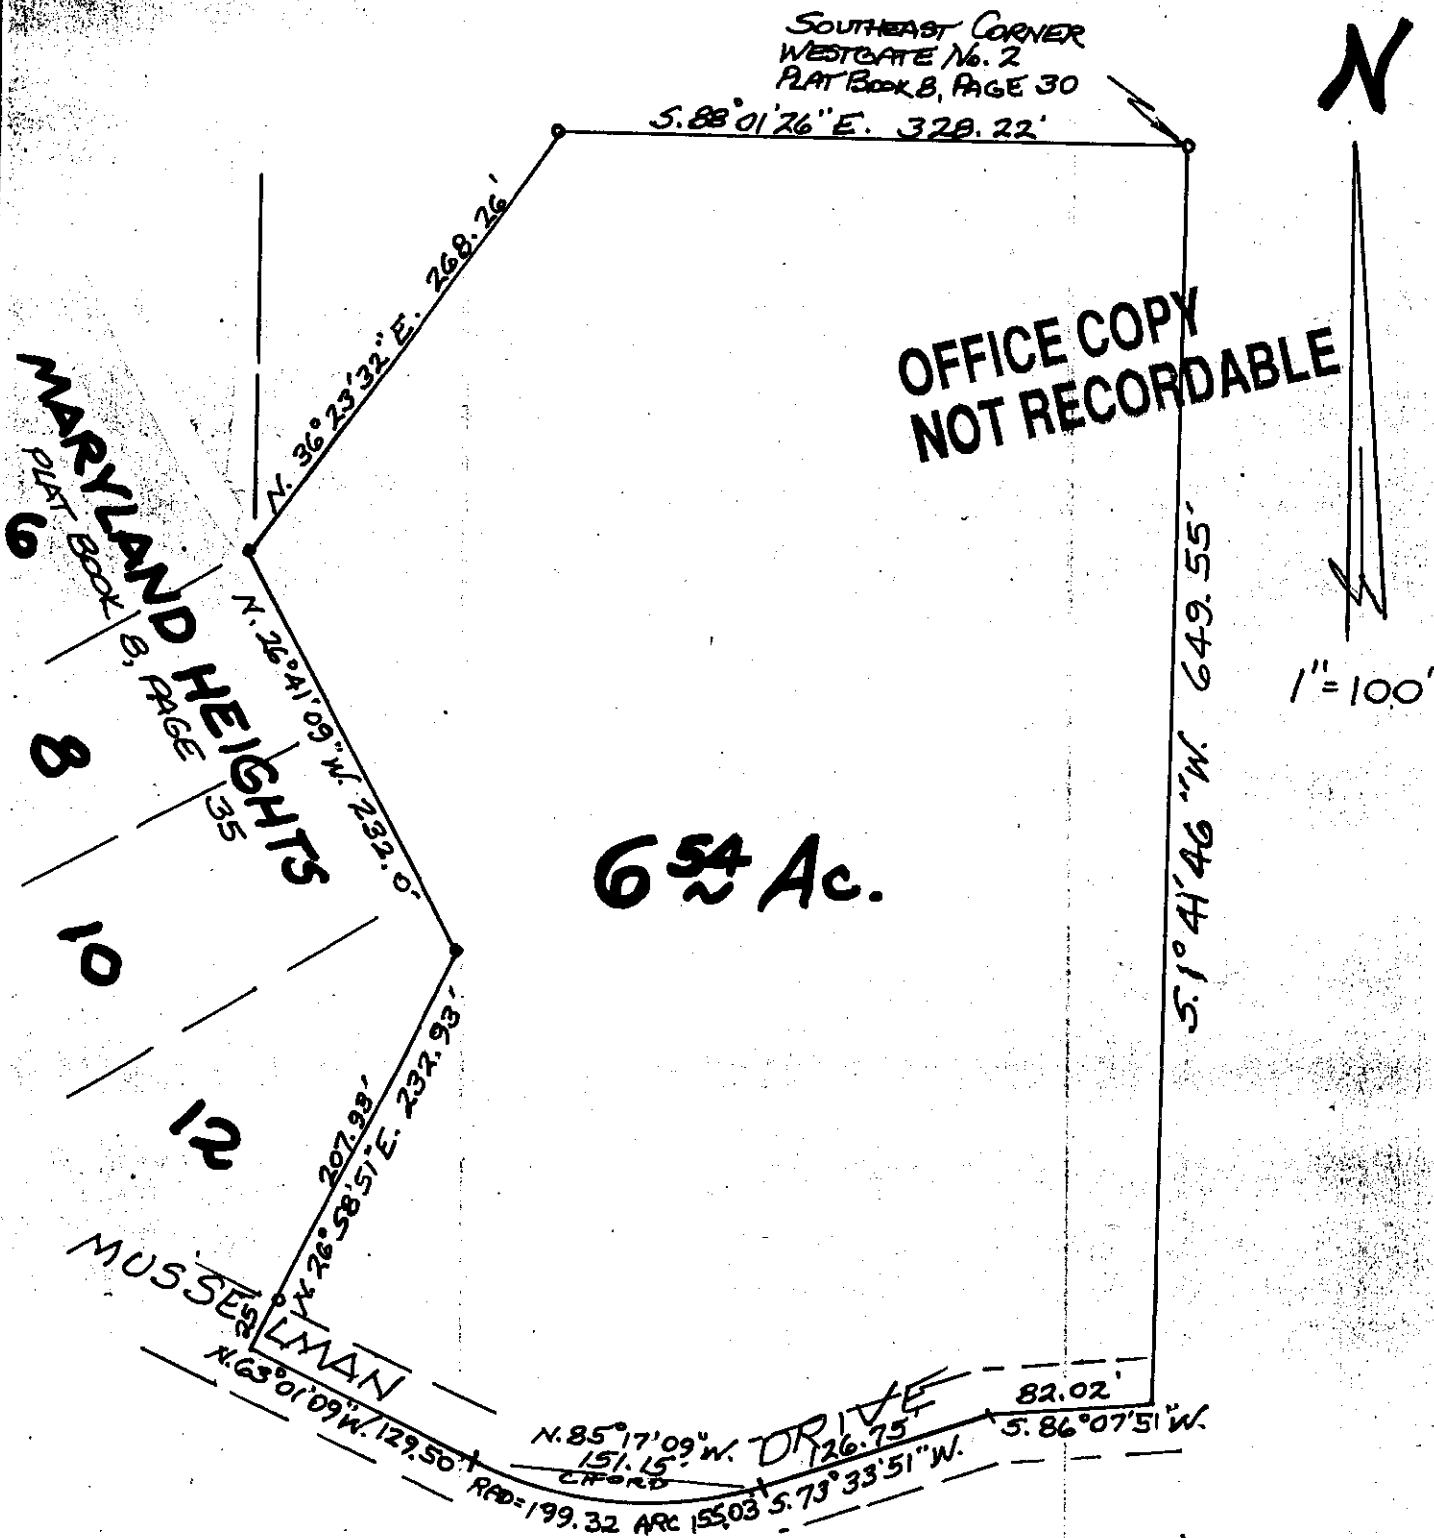 SOUTHEAST CORNER
WESTGATE No. 2
PLAT BOOK 8, PAGE 30
N
S. 88°01'26" E. 328.22'
N. 36°23'32" E. 268.26'
OFFICE COPY
NOT RECORDABLE
MARYLAND HEIGHTS
PLAT BOOK 8, PAGE 35
6
N. 26°41'09" W. 232.0'
S. 1°41'46" W. 649.55'
1"=100'
8
6 54 Ac.
10
12
207.93'
N. 26°58'51" E. 232.93'
25
MUSSELMAN DRIVE
N. 63°01'09" W. 129.50'
N. 85°17'09" W.
151.15'
CHORD
RAD=199.32 ARC 155.03'
126.75'
S. 73°33'51" W.
82.02'
S. 86°07'51" W.